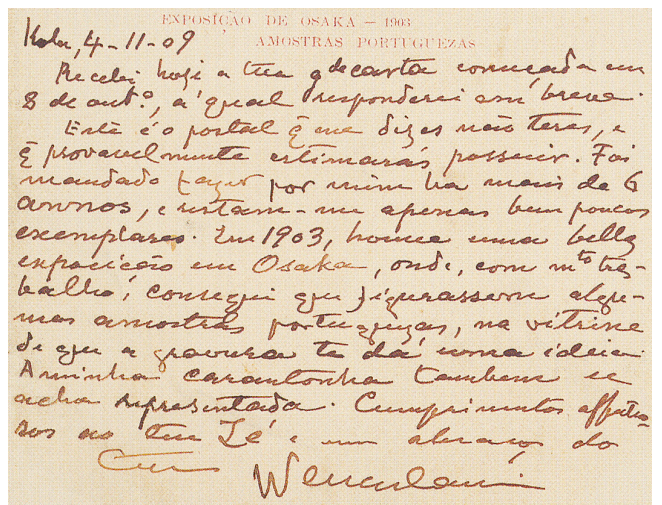 EXPOSIÇÃO DE OSAKA — 1903
AMOSTRAS PORTUGUEZAS
Kobe, 4-11-09
Recebi hoje a tua gde carta começada em
8 de outº, á qual responderei em breve.
Este é o postal q̃ me dizes não teres, e
q̃ provavelmente estimarás possuir. Foi
mandado fazer por mim ha mais de 6
annos, e restam-me apenas bem poucos
exemplares. Em 1903, houve uma bella
exposição em Osaka, onde, com mto tra-
balho, consegui que figurassem algu-
mas amostras portuguezas, na vitrine
de que a gravura te dá uma ideia.
A minha carantonha tambem se
acha representada. Cumprimentos affectuo-
sos ao teu Zé e um abraço do
Teu
Wenceslau